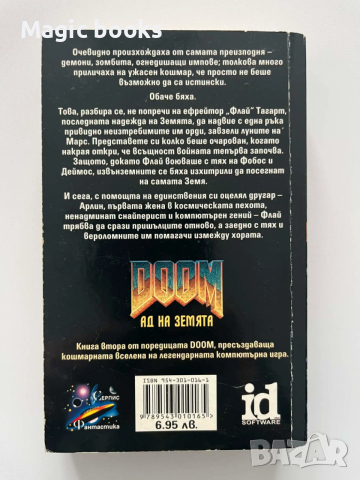 Magic books
Очевидно произхождаха от самата преизподня –
демони, зомбита, огнедишащи импове; толкова много
приличаха на ужасен кошмар, че просто не беше
възможно да са истински.
Обаче бяха.
Това, разбира се, не попречи на ефрейтор „Флай" Тагарт,
последната надежда на Земята, да надвие с една ръка
привидно неизтребимите им орди, завзели луните на
Марс. Представете си колко беше очарован, когато
накрая откри, че всъщност войната тепърва започва.
Защото, докато Флай воюваше с тях на Фобос и
Деймос, извънземните се бяха изхитрили да посегнат
на самата Земя.
И сега, с помощта на единствения си оцелял другар –
Арлин, първата жена в космическата пехота,
ненадминат снайперист и компютърен гений – Флай
трябва да срази пришълците отново, а заедно с тях и
вероломните им помагачи измежду хората.
DOOM
АД НА ЗЕМЯТА
Книга втора от поредицата DOOM, пресъздаваща
кошмарната вселена на легендарната компютърна игра.
ISBN 954-301-016-1
9789543010165
6.95 лв.
Серпис
Фантастика
id
SOFTWARE
BAZAR
bg